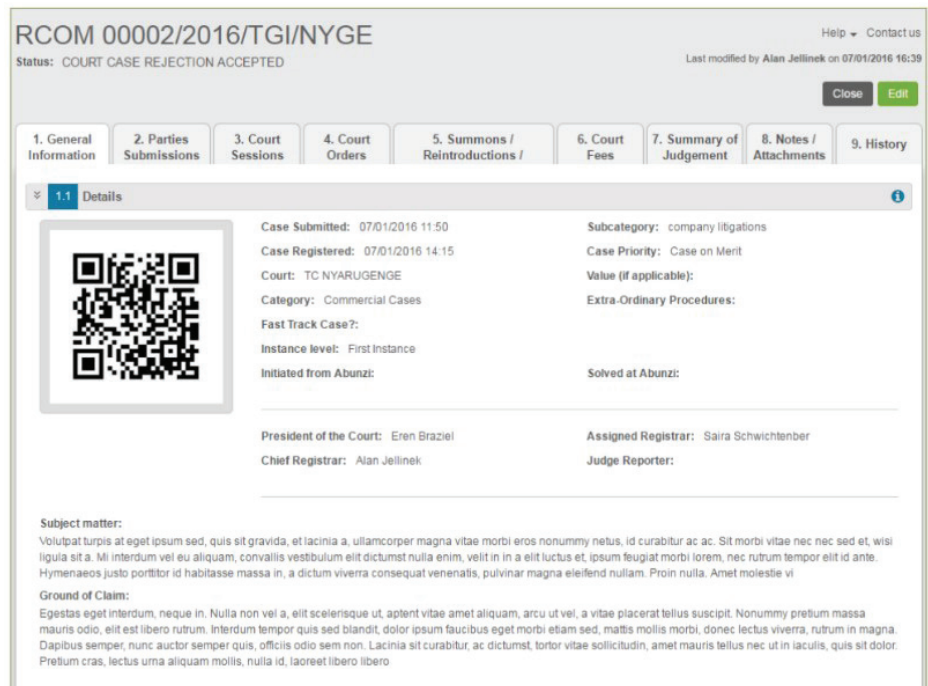 RCOM 00002/2016/TGI/NYGE
Help Contact us
Status: COURT CASE REJECTION ACCEPTED
Last modified by Alan Jellinek on 07/01/2016 16:39
Close Edit
1. General Information
2. Parties Submissions
3. Court Sessions
4. Court Orders
5. Summons / Reintroductions /
6. Court Fees
7. Summary of Judgement
8. Notes / Attachments
9. History
1.1 Details
Case Submitted: 07/01/2016 11:50
Subcategory: company litigations
Case Registered: 07/01/2016 14:15
Case Priority: Case on Merit
Court: TC NYARUGENGE
Value (if applicable):
Category: Commercial Cases
Extra-Ordinary Procedures:
Fast Track Case?:
Instance level: First Instance
Initiated from Abunzi:
Solved at Abunzi:
President of the Court: Eren Braziel
Assigned Registrar: Saira Schwichtenber
Chief Registrar: Alan Jellinek
Judge Reporter:
Subject matter:
Volutpat turpis at eget ipsum sed, quis sit gravida, et lacinia a, ullamcorper magna vitae morbi eros nonummy netus, id curabitur ac ac. Sit morbi vitae nec nec sed et, wisi
ligula sit a. Mi interdum vel eu aliquam, convallis vestibulum elit dictumst nulla enim, velit in in a elit luctus et, ipsum feugiat morbi lorem, nec rutrum tempor elit id ante.
Hymenaeos justo porttitor id habitasse massa in, a dictum viverra consequat venenatis, pulvinar magna eleifend nullam. Proin nulla. Amet molestie vi
Ground of Claim:
Egestas eget interdum, neque in. Nulla non vel a, elit scelerisque ut, aptent vitae amet aliquam, arcu ut vel, a vitae placerat tellus suscipit. Nonummy pretium massa
mauris odio, elit est libero rutrum. Interdum tempor quis sed blandit, dolor ipsum faucibus eget morbi etiam sed, mattis mollis morbi, donec lectus viverra, rutrum in magna.
Dapibus semper, nunc auctor semper quis, officiis odio sem non. Lacinia sit curabitur, ac dictumst, tortor vitae sollicitudin, amet mauris tellus nec ut in iaculis, quis sit dolor.
Pretium cras, lectus urna aliquam mollis, nulla id, laoreet libero libero